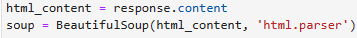 html_content = response.content
soup = BeautifulSoup(html_content, 'html.parser')